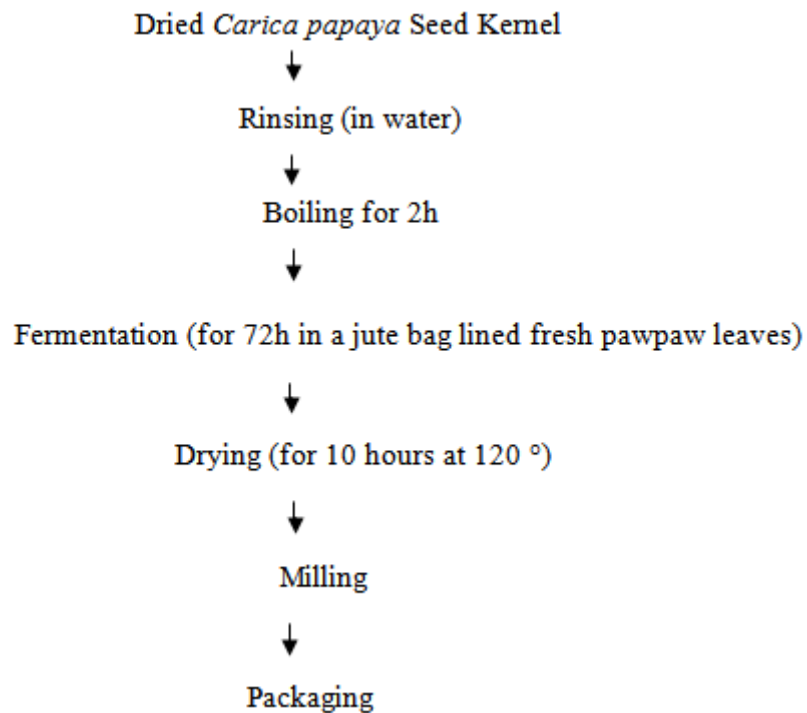 Dried Carica papaya Seed Kernel
Rinsing (in water)
Boiling for 2h
Fermentation (for 72h in a jute bag lined fresh pawpaw leaves)
Drying (for 10 hours at 120 °)
Milling
Packaging